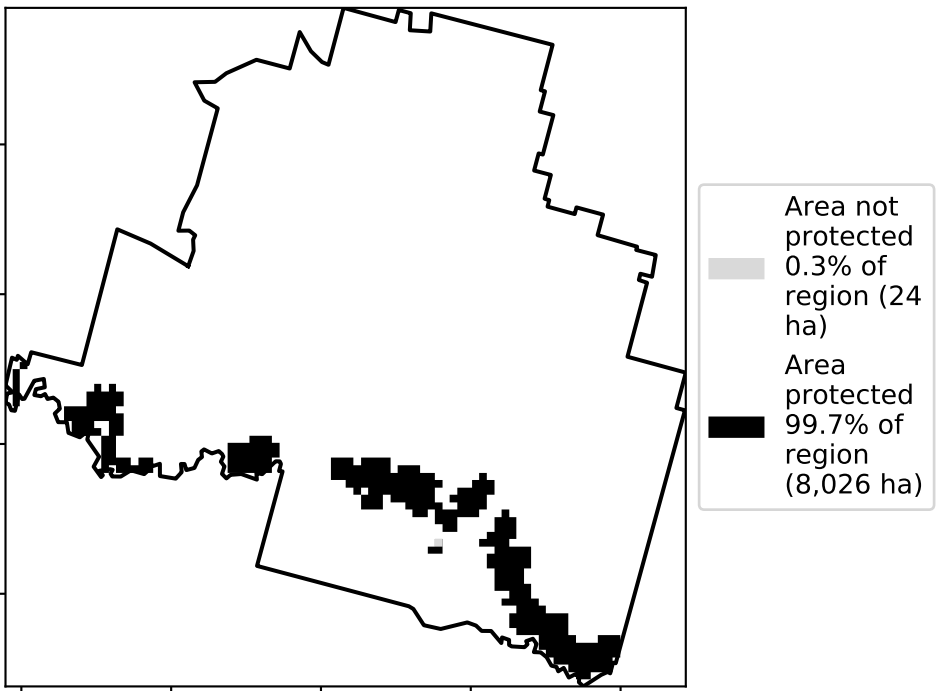 Area not
protected
0.3% of
region (24
ha)
Area
protected
99.7% of
region
(8,026 ha)